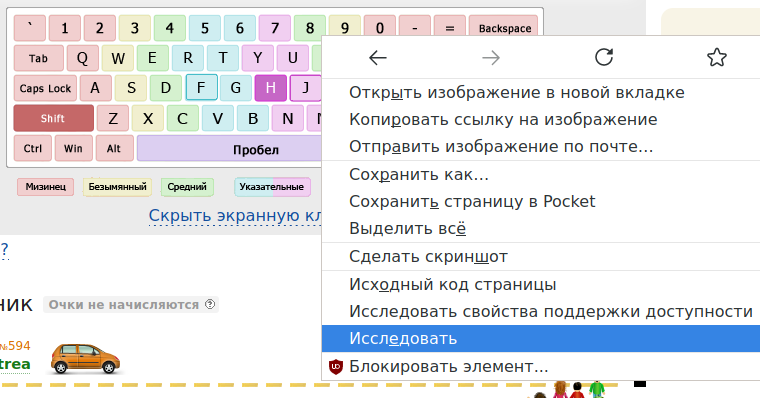 ` 1 2 3 4 5 6 7 8 9 0 - = Backspace
Tab Q W E R T Y U
Caps Lock A S D F G H J
Shift Z X C V B N
Ctrl Win Alt Пробел
Мизинец Безымянный Средний Указательные
Скрыть экранную кл
?
ник Очки не начисляются ?
№594
trea
Открыть изображение в новой вкладке
Копировать ссылку на изображение
Отправить изображение по почте...
Сохранить как...
Сохранить страницу в Pocket
Выделить всё
Сделать скриншот
Исходный код страницы
Исследовать свойства поддержки доступности
Исследовать
Блокировать элемент...